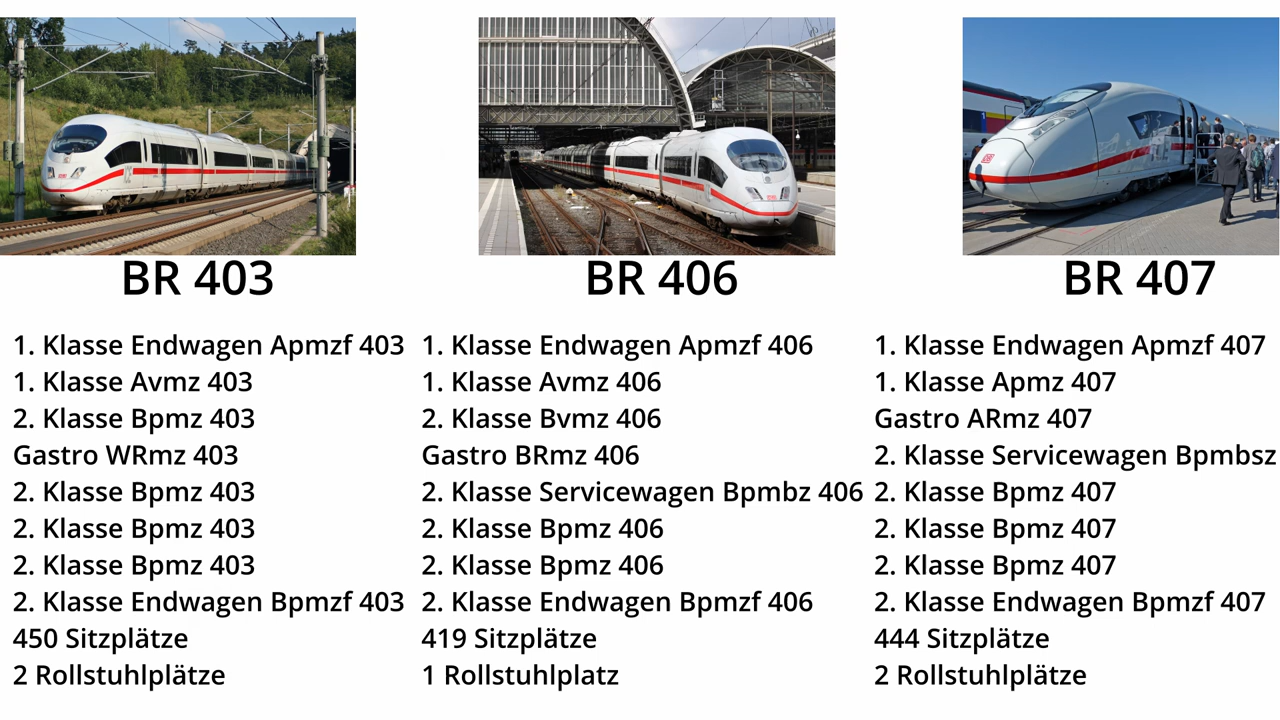 BR 403
1. Klasse Endwagen Apmzf 403
1. Klasse Avmz 403
2. Klasse Bpmz 403
Gastro WRmz 403
2. Klasse Bpmz 403
2. Klasse Bpmz 403
2. Klasse Bpmz 403
2. Klasse Endwagen Bpmzf 403
450 Sitzplätze
2 Rollstuhlplätze
BR 406
1. Klasse Endwagen Apmzf 406
1. Klasse Avmz 406
2. Klasse Bvmz 406
Gastro BRmz 406
2. Klasse Servicewagen Bpmbz 406
2. Klasse Bpmz 406
2. Klasse Bpmz 406
2. Klasse Endwagen Bpmzf 406
419 Sitzplätze
1 Rollstuhlplatz
BR 407
1. Klasse Endwagen Apmzf 407
1. Klasse Apmz 407
Gastro ARmz 407
2. Klasse Servicewagen Bpmbsz
2. Klasse Bpmz 407
2. Klasse Bpmz 407
2. Klasse Bpmz 407
2. Klasse Endwagen Bpmzf 407
444 Sitzplätze
2 Rollstuhlplätze